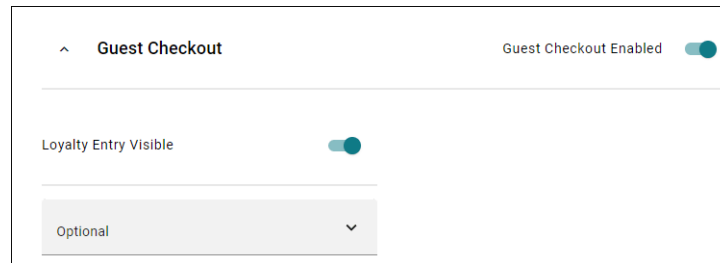 Guest Checkout
Guest Checkout Enabled
Loyalty Entry Visible
Optional